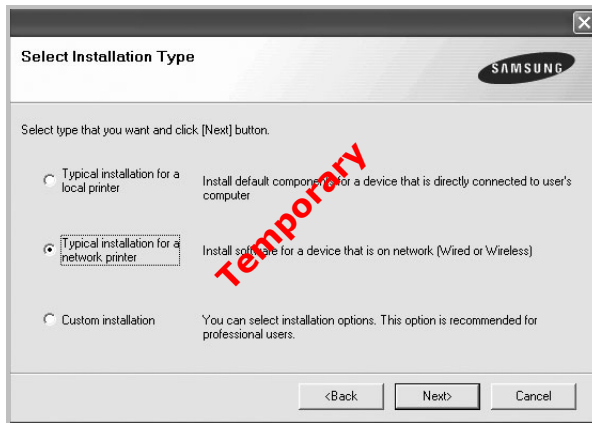 Select Installation Type
SAMSUNG
Select type that you want and click [Next] button.
Typical installation for a
local printer
Install default components for a device that is directly connected to user's
computer
Typical installation for a
network printer
Install software for a device that is on network (Wired or Wireless)
Custom installation
You can select installation options. This option is recommended for
professional users.
Temporary
<Back
Next>
Cancel